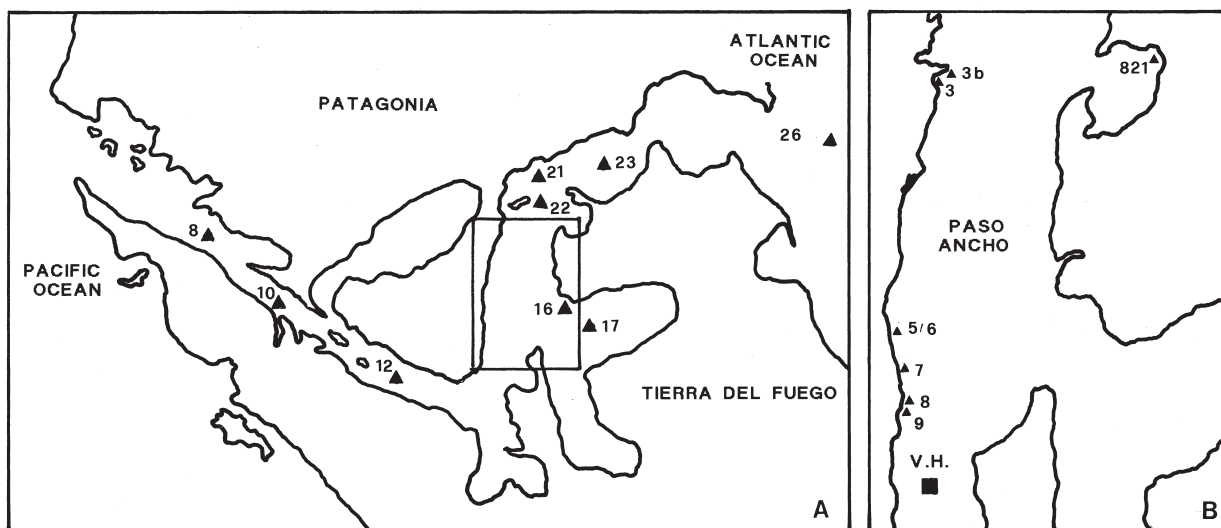 ATLANTIC
OCEAN
PATAGONIA
26
21
23
22
8
PACIFIC
OCEAN
10
16
17
12
TIERRA DEL FUEGO
A
3b
3
821
PASO
ANCHO
5/6
7
8
9
V.H.
B